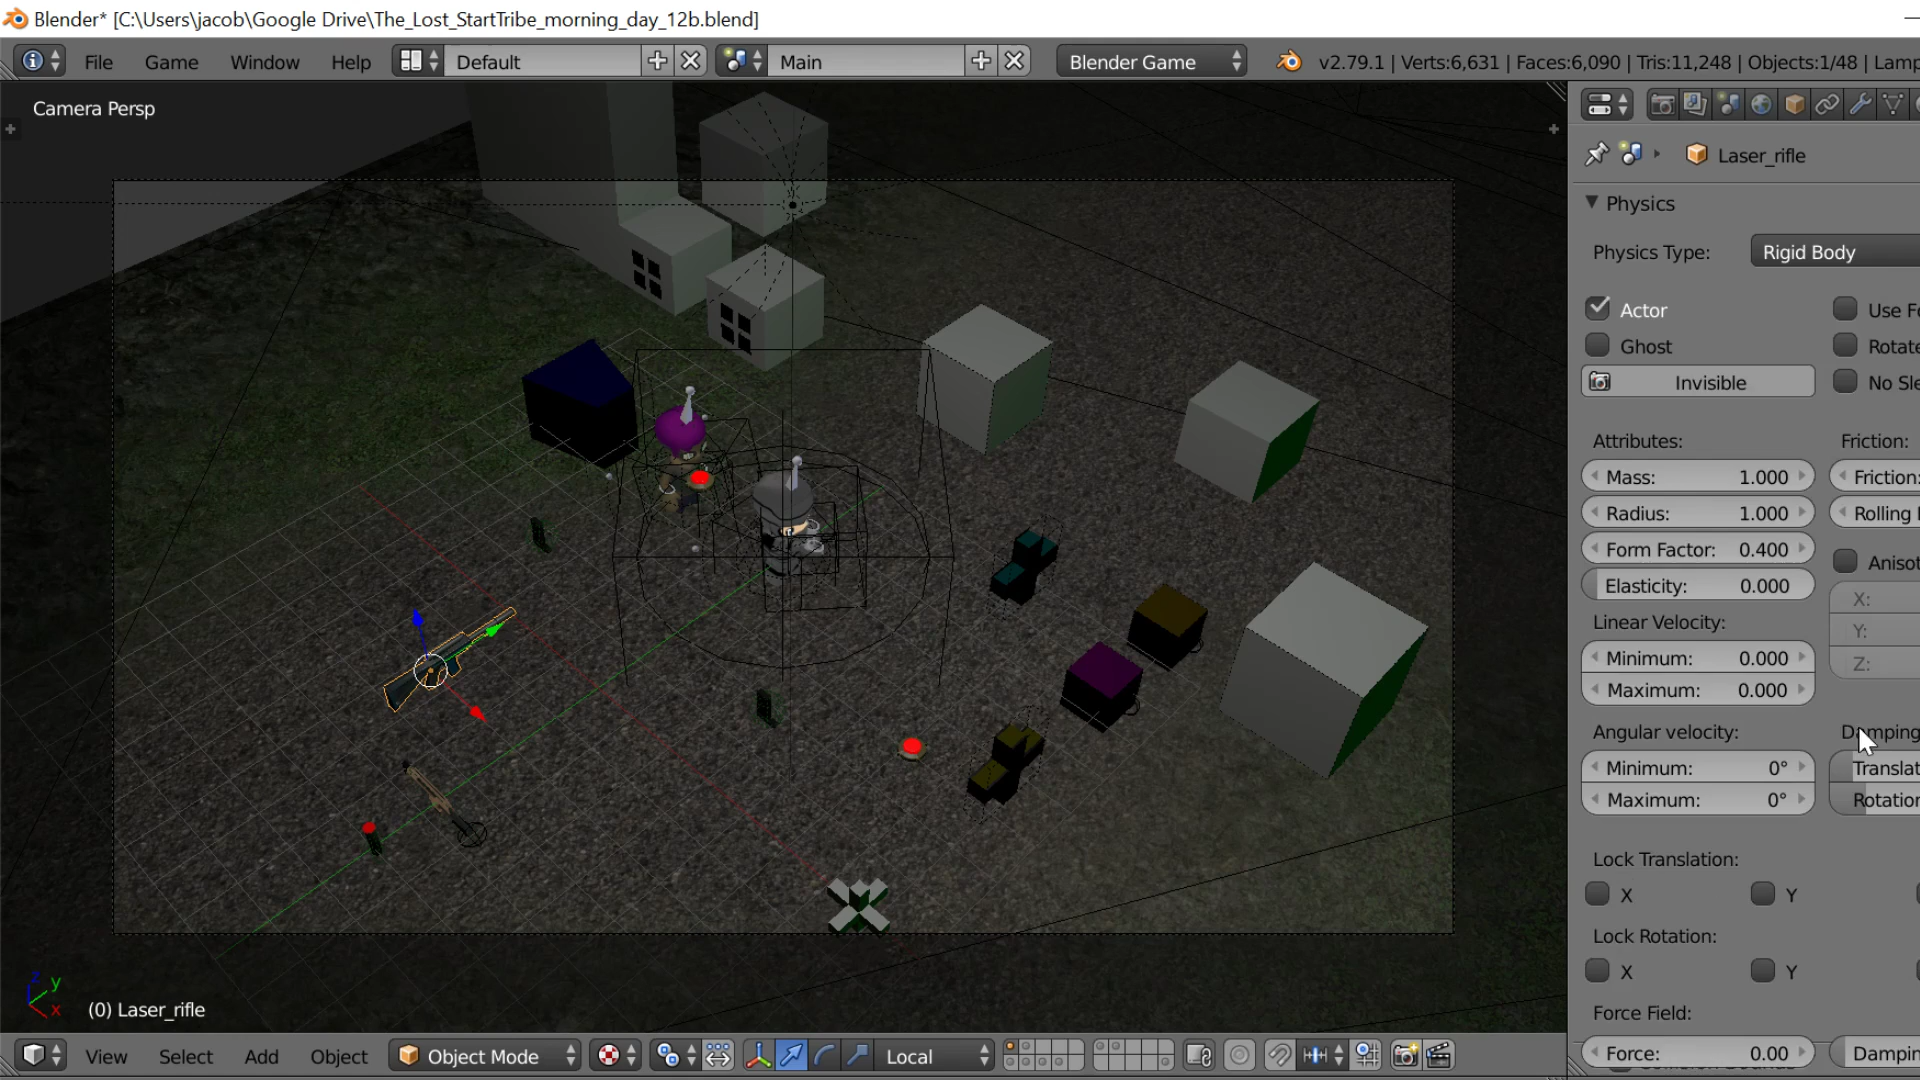 Blender* [C:\Users\jacob\Google Drive\The_Lost_StartTribe_morning_day_12b.blend]
File Game Window Help Default Main Blender Game v2.79.1 | Verts:6,631 | Faces:6,090 | Tris:11,248 | Objects:1/48 | Lamp
Camera Persp
Laser_rifle
Physics
Physics Type: Rigid Body
Actor Use Fo
Ghost Rotate
Invisible No Sle
Attributes: Friction:
Mass: 1.000 Friction:
Radius: 1.000 Rolling
Form Factor: 0.400 Anisot
Elasticity: 0.000 X:
Linear Velocity: Y:
Minimum: 0.000 Z:
Maximum: 0.000
Angular velocity: Damping
Minimum: 0° Translat
Maximum: 0° Rotation
Lock Translation:
X Y
Lock Rotation:
X Y
Force Field:
Force: 0.00 Dampin
z y x
(0) Laser_rifle
View Select Add Object Object Mode Local